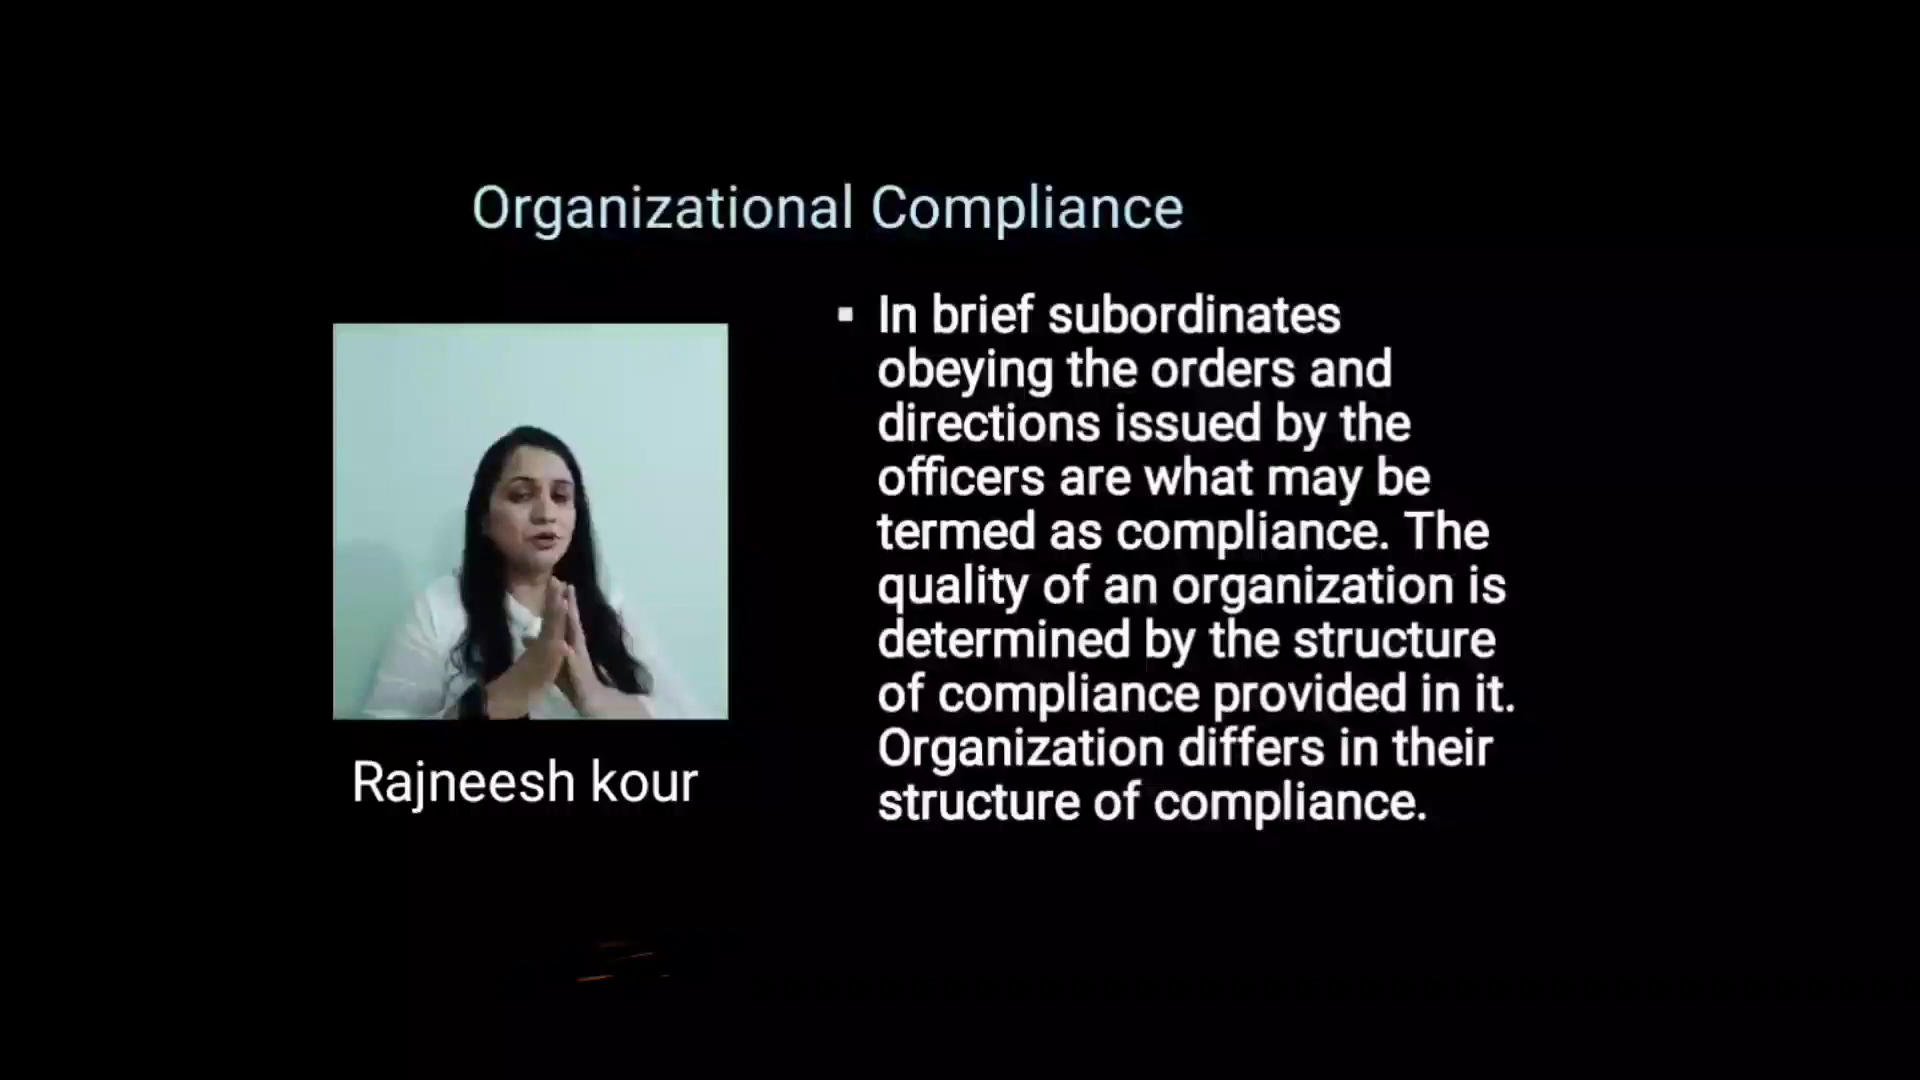 Organizational Compliance
▪ In brief subordinates
obeying the orders and
directions issued by the
officers are what may be
termed as compliance. The
quality of an organization is
determined by the structure
of compliance provided in it.
Organization differs in their
structure of compliance.
Rajneesh kour